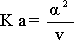 K a = α² / v